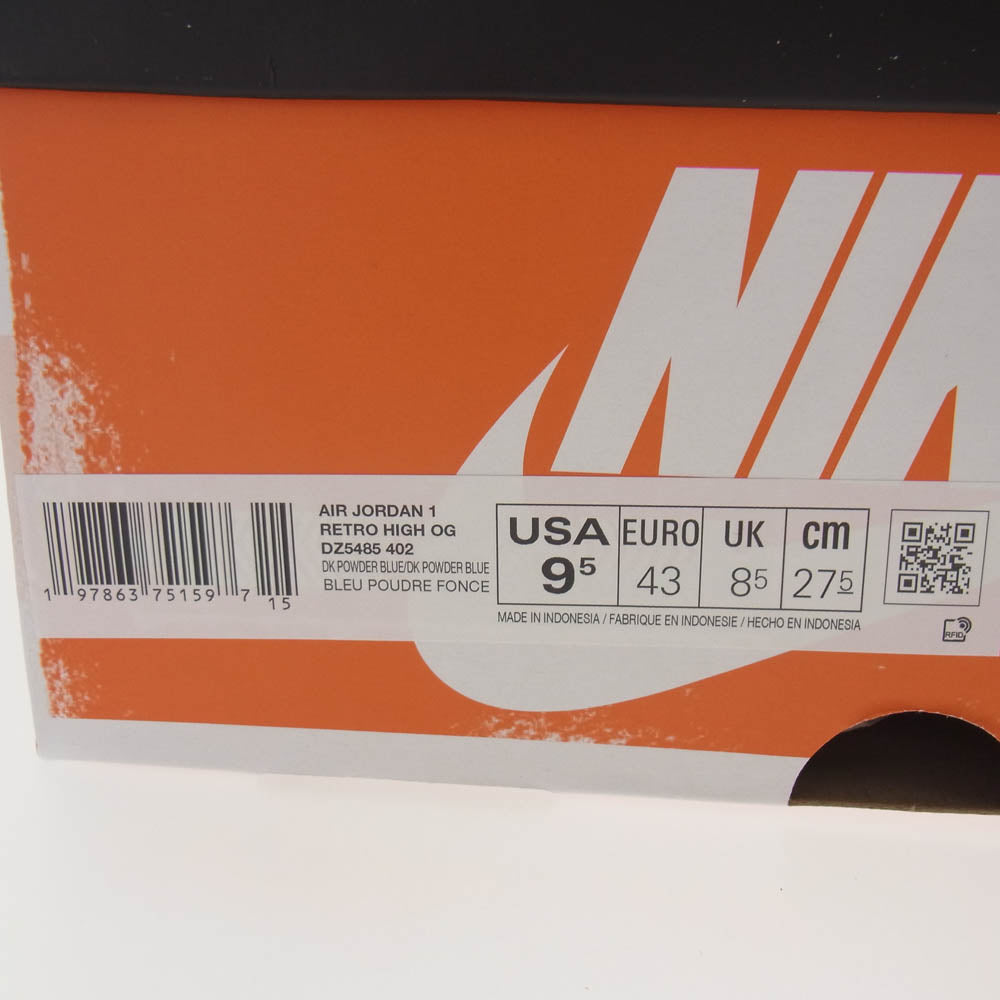 NIK
AIR JORDAN 1
RETRO HIGH OG
DZ5485 402
DK POWDER BLUE/DK POWDER BLUE
BLEU POUDRE FONCE
1 97863 75159 7 15
USA EURO UK cm
9⁵ 43 8⁵ 27⁵
MADE IN INDONESIA / FABRIQUE EN INDONESIE / HECHO EN INDONESIA
RFID